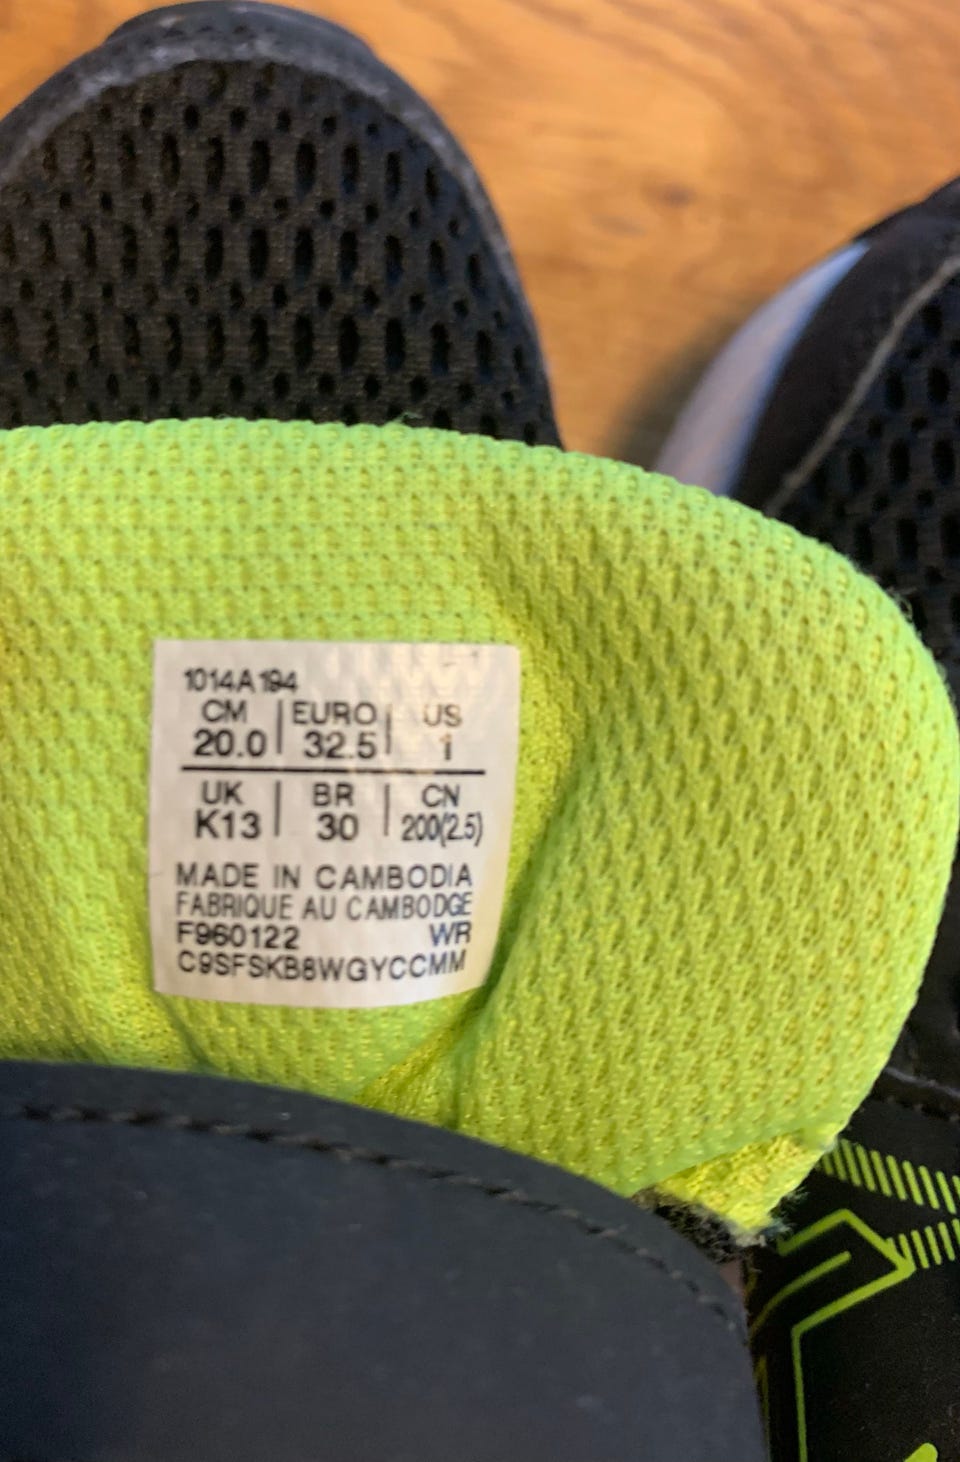 1014A194
CM | EURO | US
20.0 | 32.5 | 1
UK | BR | CN
K13 | 30 | 200(2.5)
MADE IN CAMBODIA
FABRIQUE AU CAMBODGE
F960122 WR
C9SFSKB8WGYCCMM